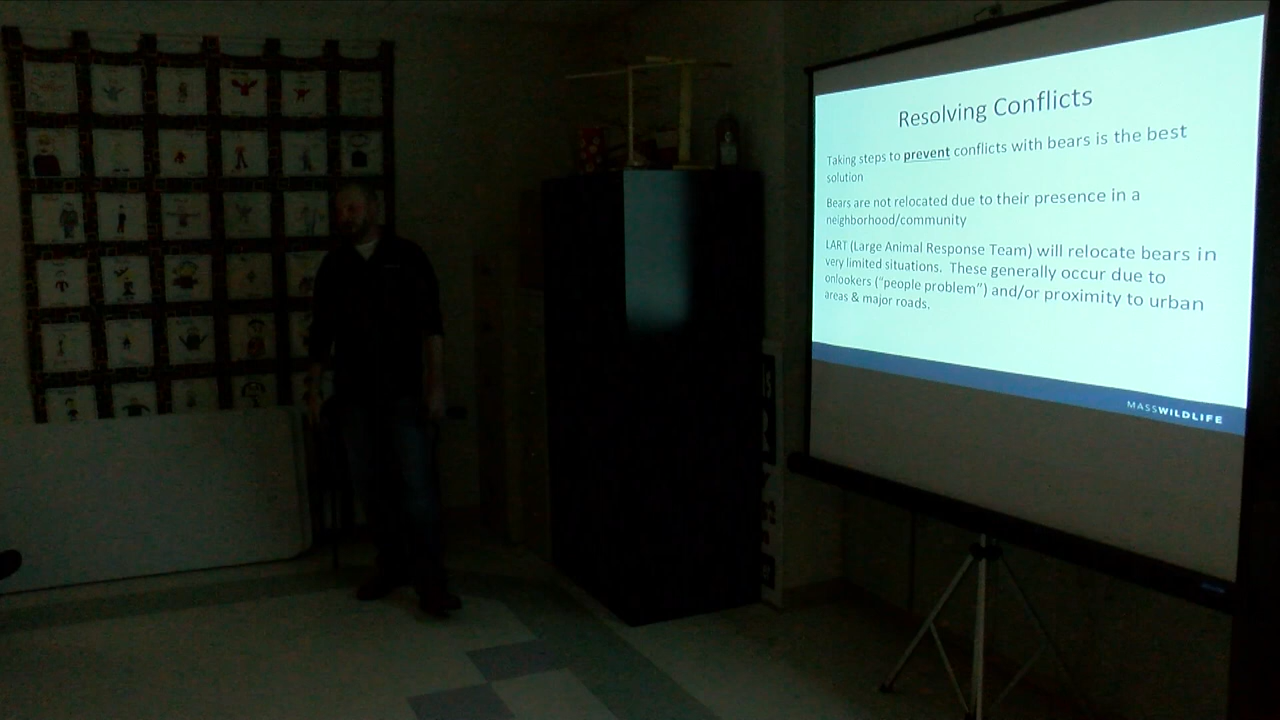 Resolving Conflicts
Taking steps to prevent conflicts with bears is the best
solution
Bears are not relocated due to their presence in a
neighborhood/community
LART (Large Animal Response Team) will relocate bears in
very limited situations.  These generally occur due to
onlookers (“people problem”) and/or proximity to urban
areas & major roads.
MASSWILDLIFE